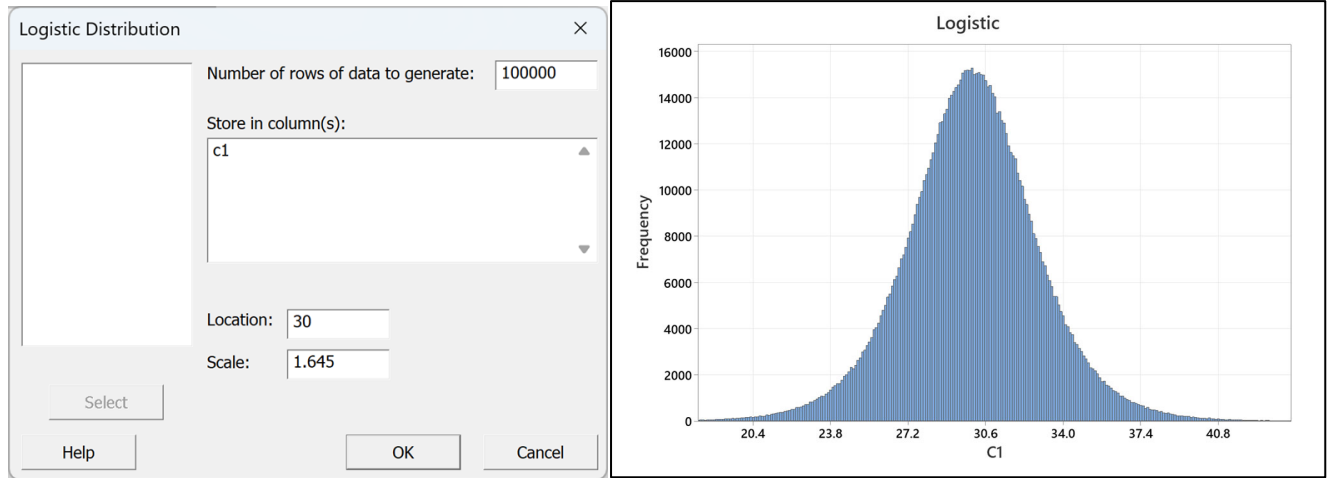 Logistic Distribution
Number of rows of data to generate: 100000
Store in column(s):
c1
Location: 30
Scale: 1.645
Select
Help OK Cancel
Logistic
16000
14000
12000
10000
8000
6000
4000
2000
0
Frequency
20.4 23.8 27.2 30.6 34.0 37.4 40.8
C1